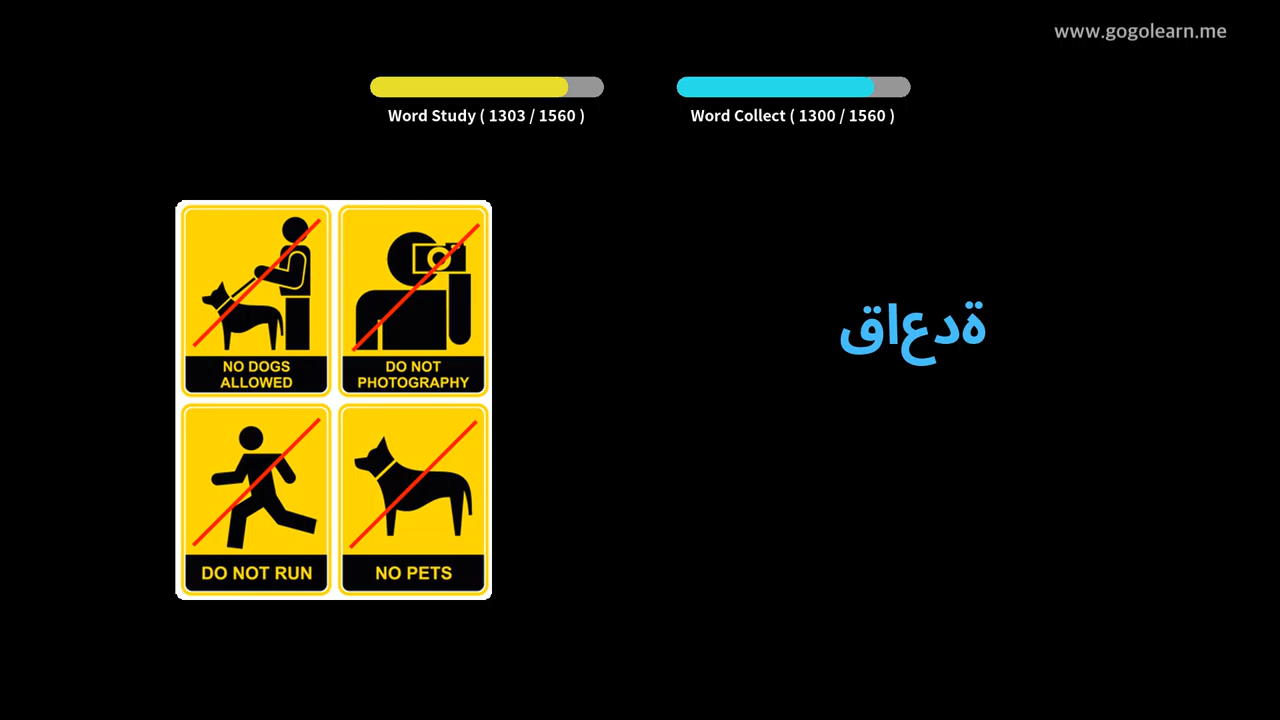 www.gogolearn.me
Word Study ( 1303 / 1560 )
Word Collect ( 1300 / 1560 )
NO DOGS
ALLOWED
DO NOT
PHOTOGRAPHY
DO NOT RUN
NO PETS
قاعدة